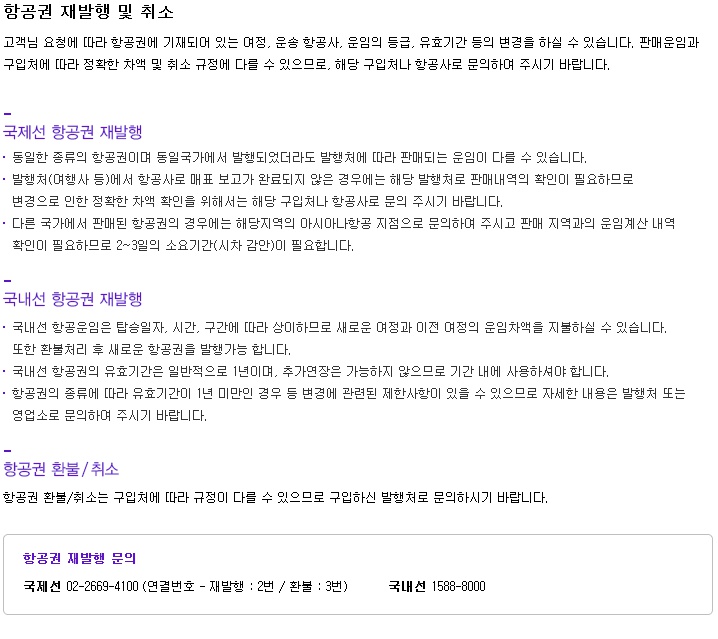 항공권 재발행 및 취소
고객님 요청에 따라 항공권에 기재되어 있는 여정, 운송 항공사, 운임의 등급, 유효기간 등의 변경을 하실 수 있습니다. 판매운임과
구입처에 따라 정확한 차액 및 취소 규정에 다를 수 있으므로, 해당 구입처나 항공사로 문의하여 주시기 바랍니다.
국제선 항공권 재발행
· 동일한 종류의 항공권이며 동일국가에서 발행되었더라도 발행처에 따라 판매되는 운임이 다를 수 있습니다.
· 발행처(여행사 등)에서 항공사로 매표 보고가 완료되지 않은 경우에는 해당 발행처로 판매내역의 확인이 필요하므로
변경으로 인한 정확한 차액 확인을 위해서는 해당 구입처나 항공사로 문의 주시기 바랍니다.
· 다른 국가에서 판매된 항공권의 경우에는 해당지역의 아시아나항공 지점으로 문의하여 주시고 판매 지역과의 운임계산 내역
확인이 필요하므로 2~3일의 소요기간(시차 감안)이 필요합니다.
국내선 항공권 재발행
· 국내선 항공운임은 탑승일자, 시간, 구간에 따라 상이하므로 새로운 여정과 이전 여정의 운임차액을 지불하실 수 있습니다.
또한 환불처리 후 새로운 항공권을 발행가능 합니다.
· 국내선 항공권의 유효기간은 일반적으로 1년이며, 추가연장은 가능하지 않으므로 기간 내에 사용하셔야 합니다.
· 항공권의 종류에 따라 유효기간이 1년 미만인 경우 등 변경에 관련된 제한사항이 있을 수 있으므로 자세한 내용은 발행처 또는
영업소로 문의하여 주시기 바랍니다.
항공권 환불/취소
항공권 환불/취소는 구입처에 따라 규정이 다를 수 있으므로 구입하신 발행처로 문의하시기 바랍니다.
항공권 재발행 문의
국제선 02-2669-4100 (연결번호 - 재발행 : 2번 / 환불 : 3번) 국내선 1588-8000